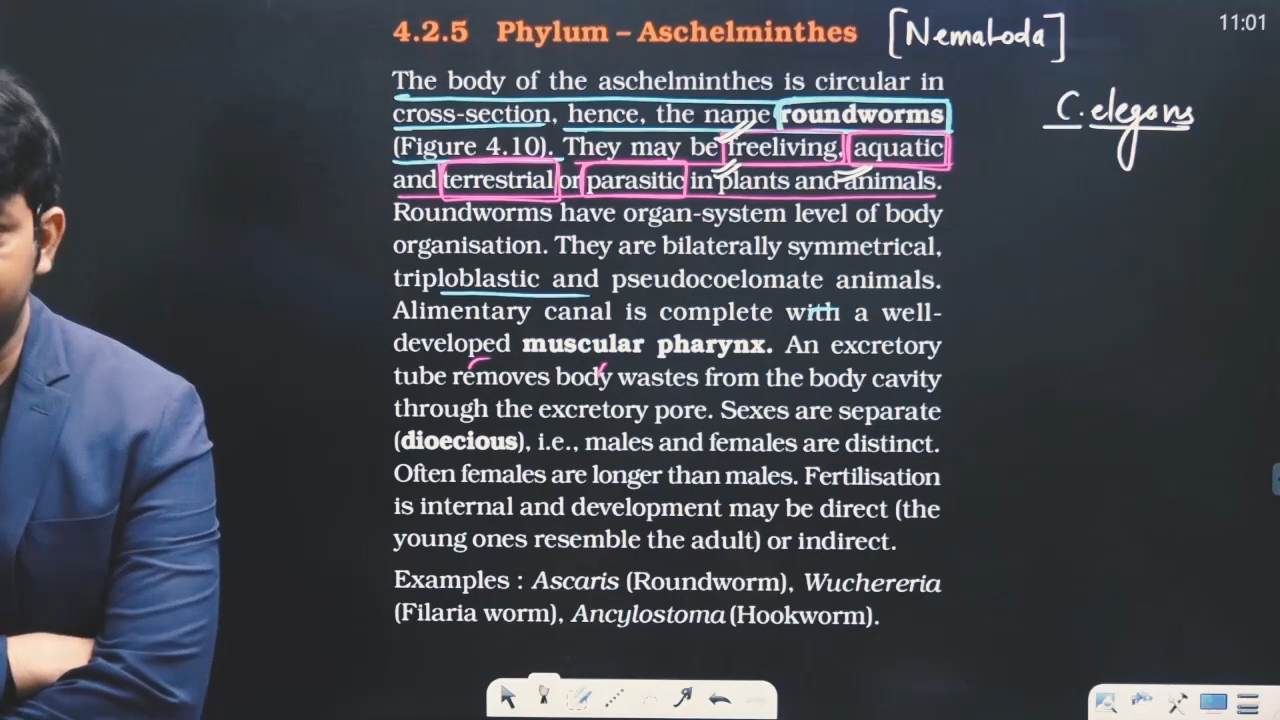 4.2.5 Phylum – Aschelminthes [Nematoda]
11:01
The body of the aschelminthes is circular in
cross-section, hence, the name roundworms
C. elegans
(Figure 4.10). They may be freeliving, aquatic
and terrestrial or parasitic in plants and animals.
Roundworms have organ-system level of body
organisation. They are bilaterally symmetrical,
triploblastic and pseudocoelomate animals.
Alimentary canal is complete with a well-
developed muscular pharynx. An excretory
tube removes body wastes from the body cavity
through the excretory pore. Sexes are separate
(dioecious), i.e., males and females are distinct.
Often females are longer than males. Fertilisation
is internal and development may be direct (the
young ones resemble the adult) or indirect.
Examples : Ascaris (Roundworm), Wuchereria
(Filaria worm), Ancylostoma (Hookworm).